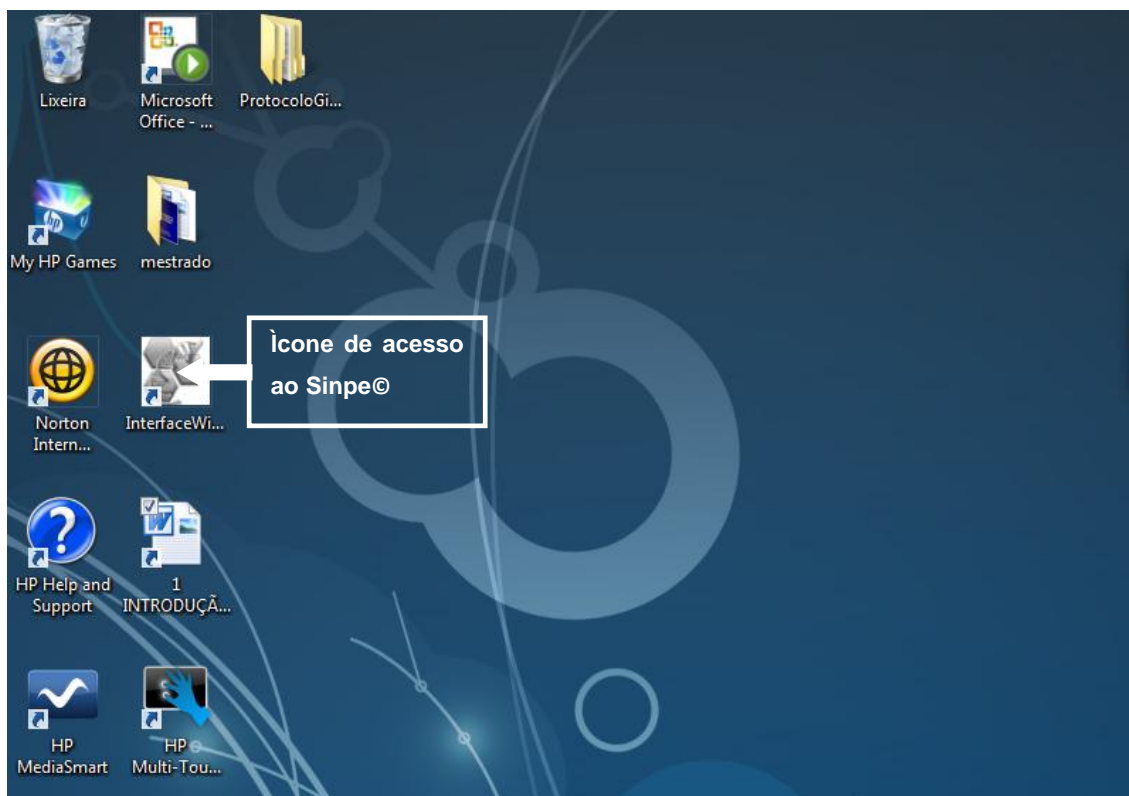 Lixeira
Microsoft
Office - ...
ProtocoloGi...
My HP Games
mestrado
Norton
Intern...
InterfaceWi...
Ìcone de acesso
ao Sinpe©
HP Help and
Support
1
INTRODUÇÃ...
HP
MediaSmart
HP
Multi-Tou...